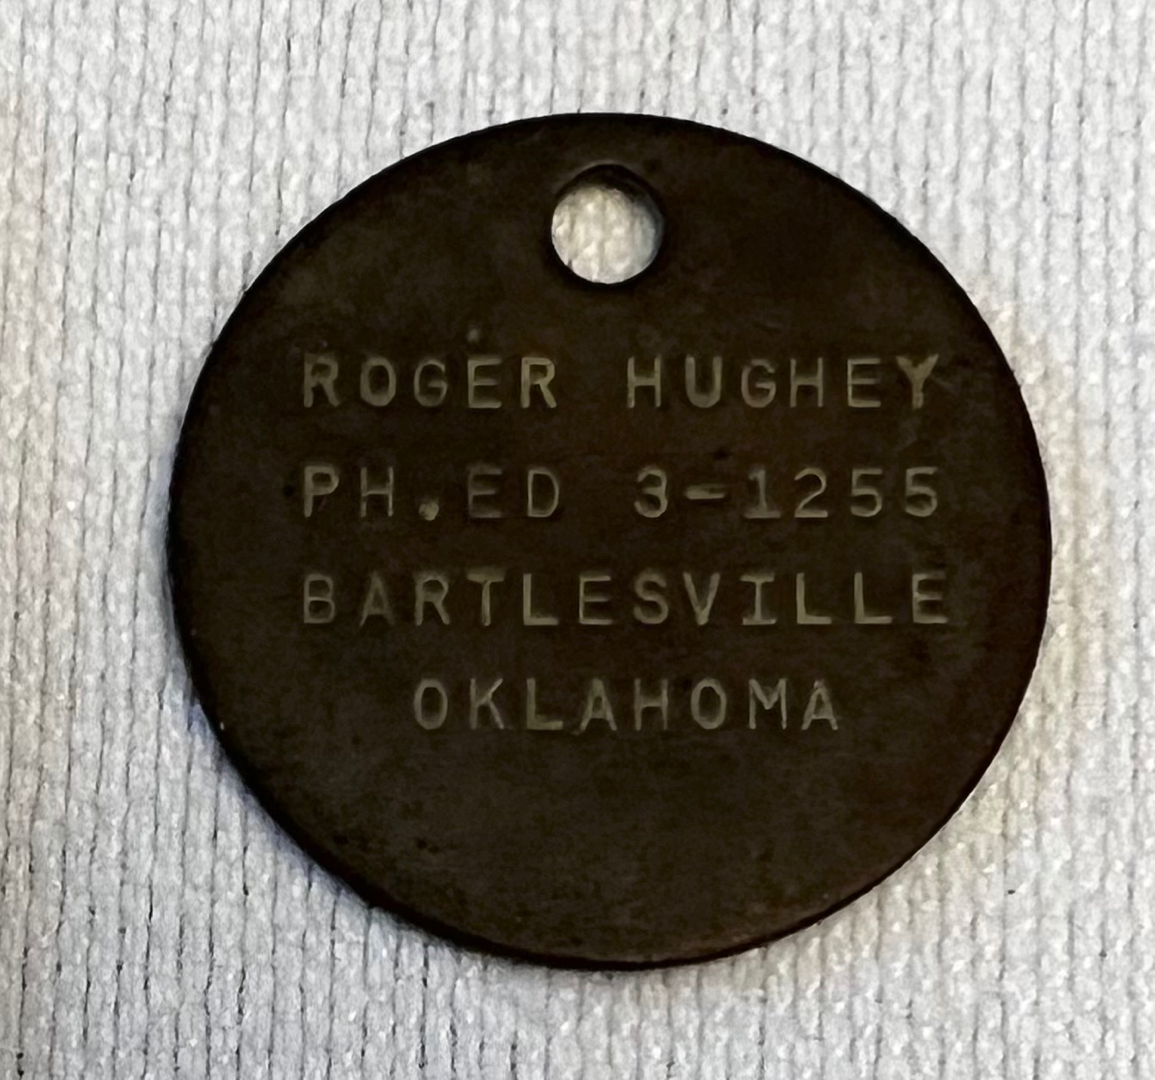 ROGER HUGHEY
PH.ED 3-1255
BARTLESVILLE
OKLAHOMA